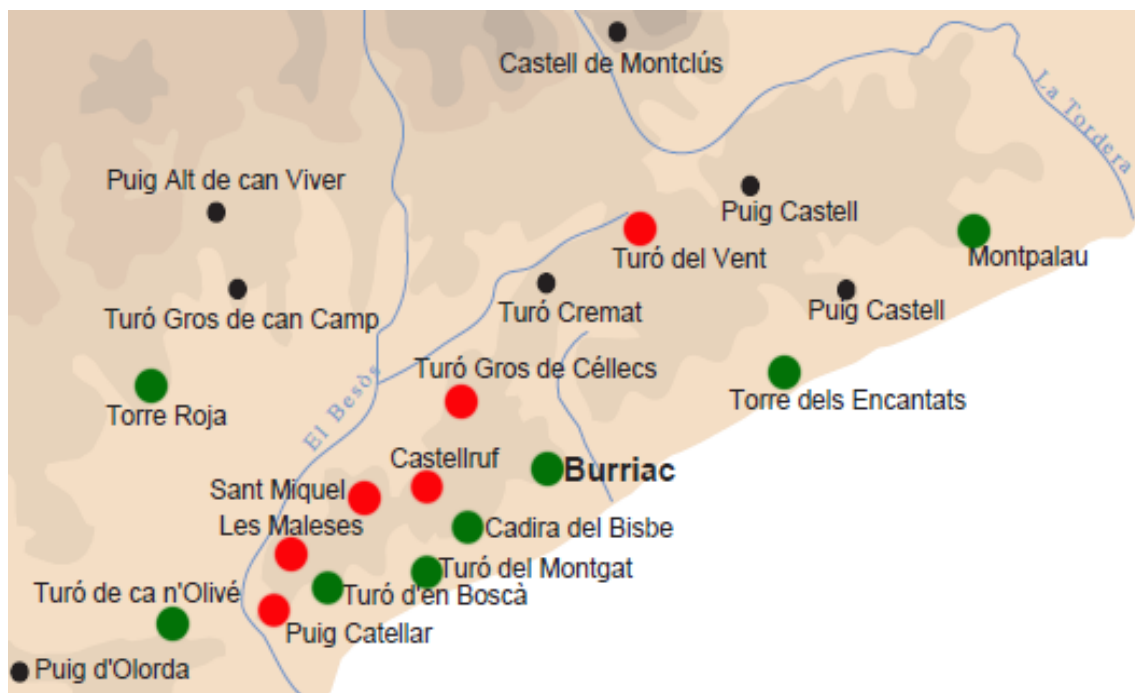 Castell de Montclús
La Tordera
Puig Alt de can Viver
Puig Castell
Turó del Vent
Montpalau
Turó Gros de can Camp
Turó Cremat
Puig Castell
Turó Gros de Céllecs
El Besòs
Torre Roja
Torre dels Encantats
Castellruf
Burriac
Sant Miquel
Les Maleses
Cadira del Bisbe
Turó del Montgat
Turó de ca n'Olivé
Turó d'en Boscà
Puig Catellar
Puig d'Olorda